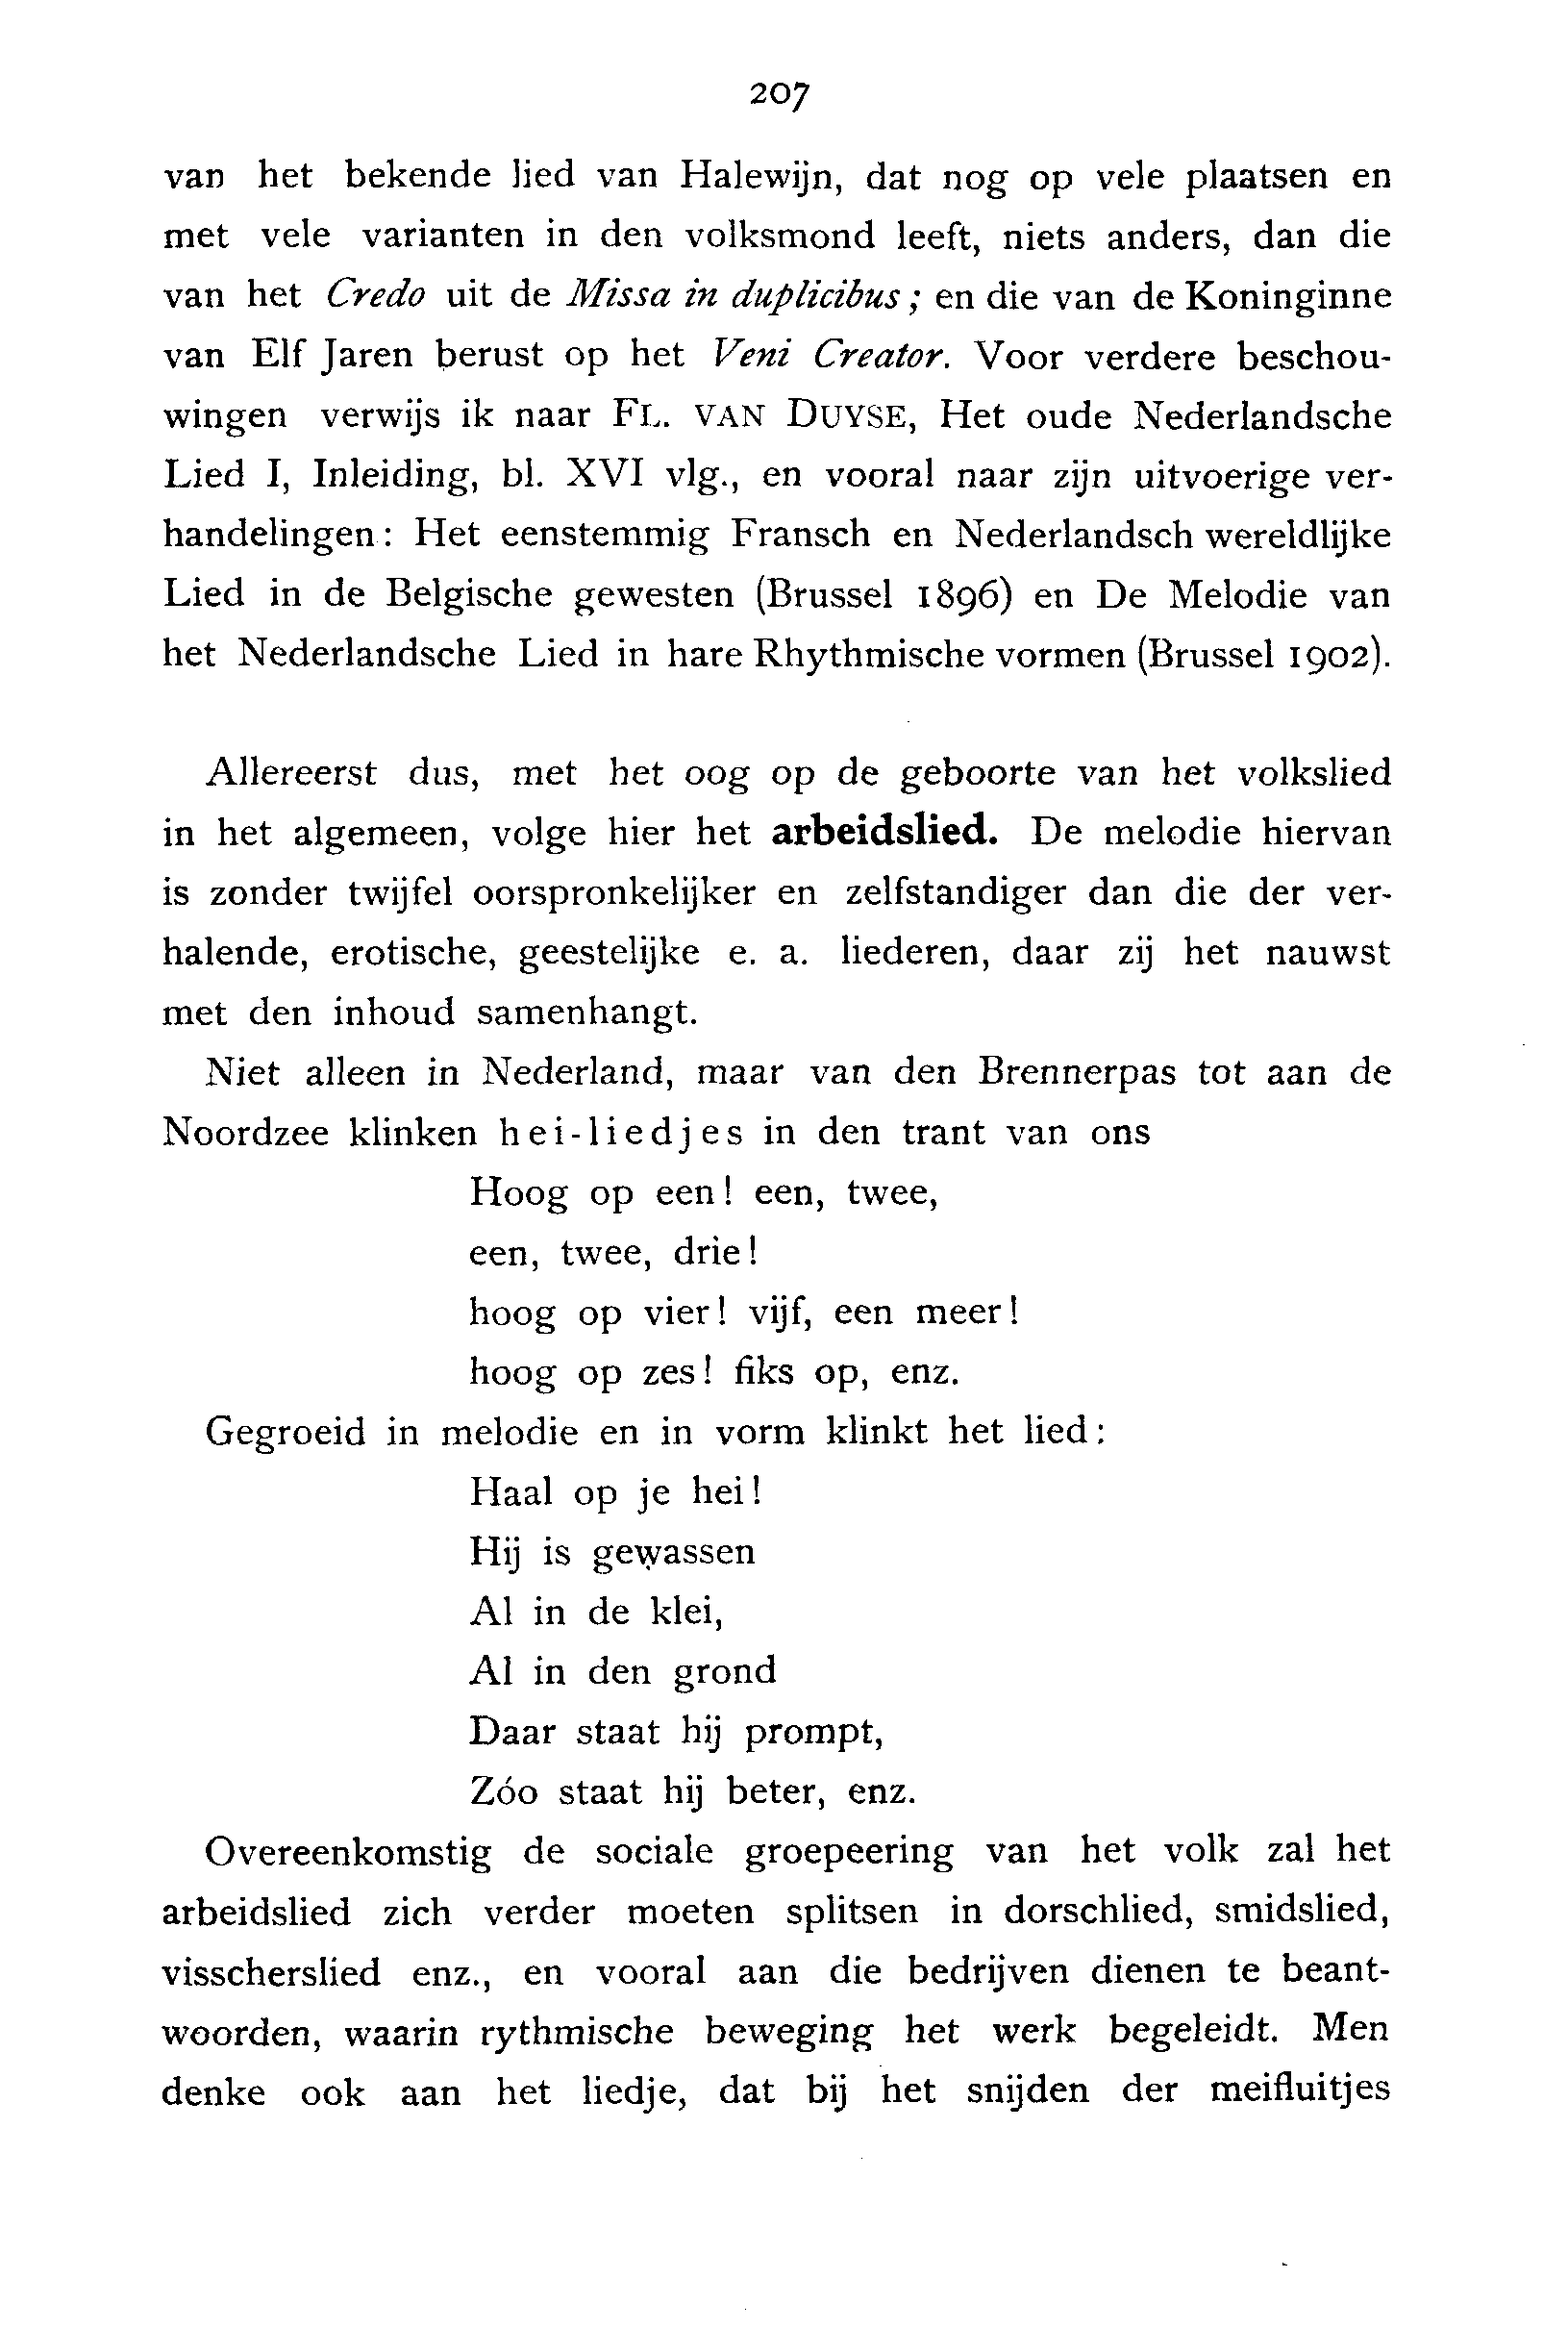 207
van het bekende lied van Halewijn, dat nog op vele plaatsen en
met vele varianten in den volksmond leeft, niets anders, dan die
van het Credo uit de Missa in duplicibus; en die van de Koninginne
van Elf Jaren berust op het Veni Creator. Voor verdere beschou-
wingen verwijs ik naar FL. VAN DUYSE, Het oude Nederlandsche
Lied I, Inleiding, bl. XVI vlg., en vooral naar zijn uitvoerige ver-
handelingen: Het eenstemmig Fransch en Nederlandsch wereldlijke
Lied in de Belgische gewesten (Brussel 1896) en De Melodie van
het Nederlandsche Lied in hare Rhythmische vormen (Brussel 1902).
Allereerst dus, met het oog op de geboorte van het volkslied
in het algemeen, volge hier het arbeidslied. De melodie hiervan
is zonder twijfel oorspronkelijker en zelfstandiger dan die der ver-
halende, erotische, geestelijke e. a. liederen, daar zij het nauwst
met den inhoud samenhangt.
Niet alleen in Nederland, maar van den Brennerpas tot aan de
Noordzee klinken hei-liedjes in den trant van ons
Hoog op een! een, twee,
een, twee, drie!
hoog op vier! vijf, een meer!
hoog op zes! fiks op, enz.
Gegroeid in melodie en in vorm klinkt het lied:
Haal op je hei!
Hij is gewassen
Al in de klei,
Al in den grond
Daar staat hij prompt,
Zóo staat hij beter, enz.
Overeenkomstig de sociale groepeering van het volk zal het
arbeidslied zich verder moeten splitsen in dorschlied, smidslied,
visscherslied enz., en vooral aan die bedrijven dienen te beant-
woorden, waarin rythmische beweging het werk begeleidt. Men
denke ook aan het liedje, dat bij het snijden der meifluitjes